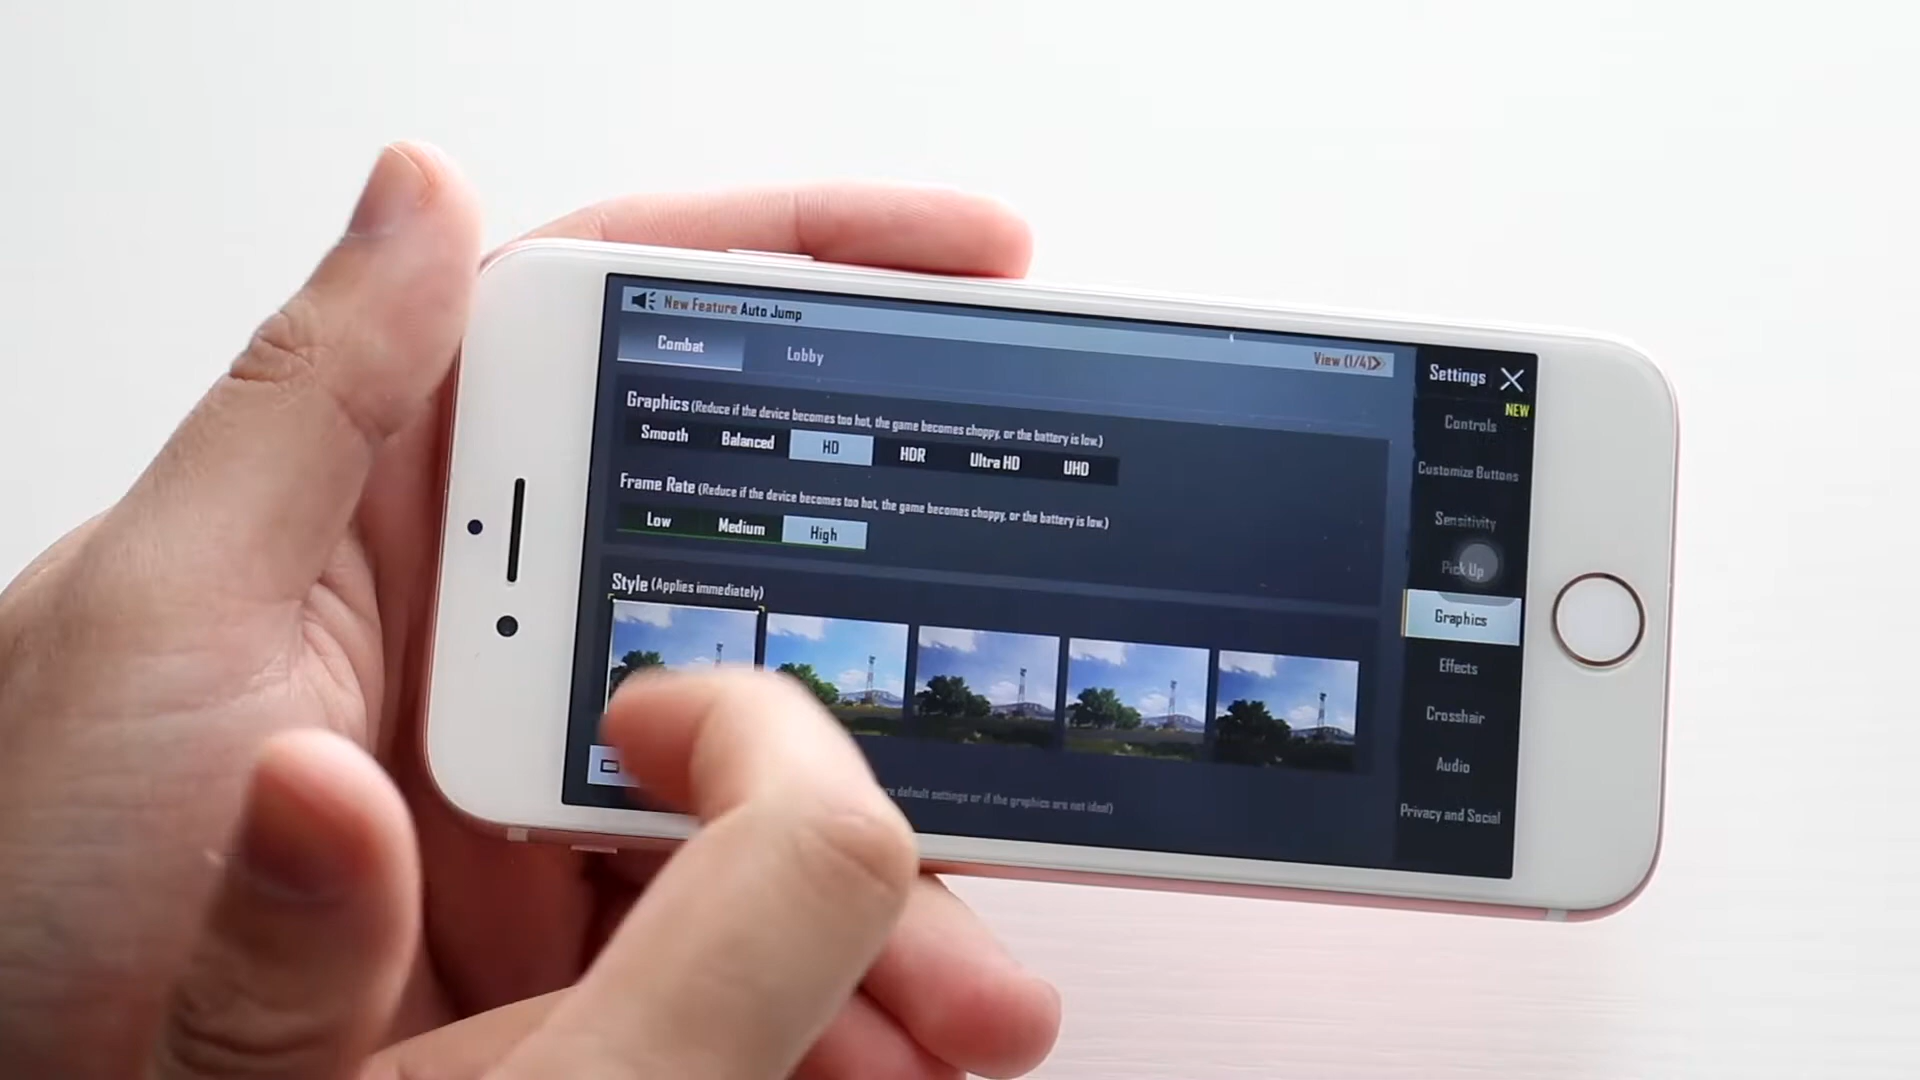 New Feature Auto Jump
View (1/4)
Combat
Lobby
Settings
NEW
Controls
Customize Buttons
Sensitivity
Pick Up
Graphics
Effects
Crosshair
Audio
Privacy and Social
Graphics (Reduce if the device becomes too hot, the game becomes choppy, or the battery is low.)
Smooth Balanced HD HDR Ultra HD UHD
Frame Rate (Reduce if the device becomes too hot, the game becomes choppy, or the battery is low.)
Low Medium High
Style (Applies immediately)
default settings or if the graphics are not ideal)